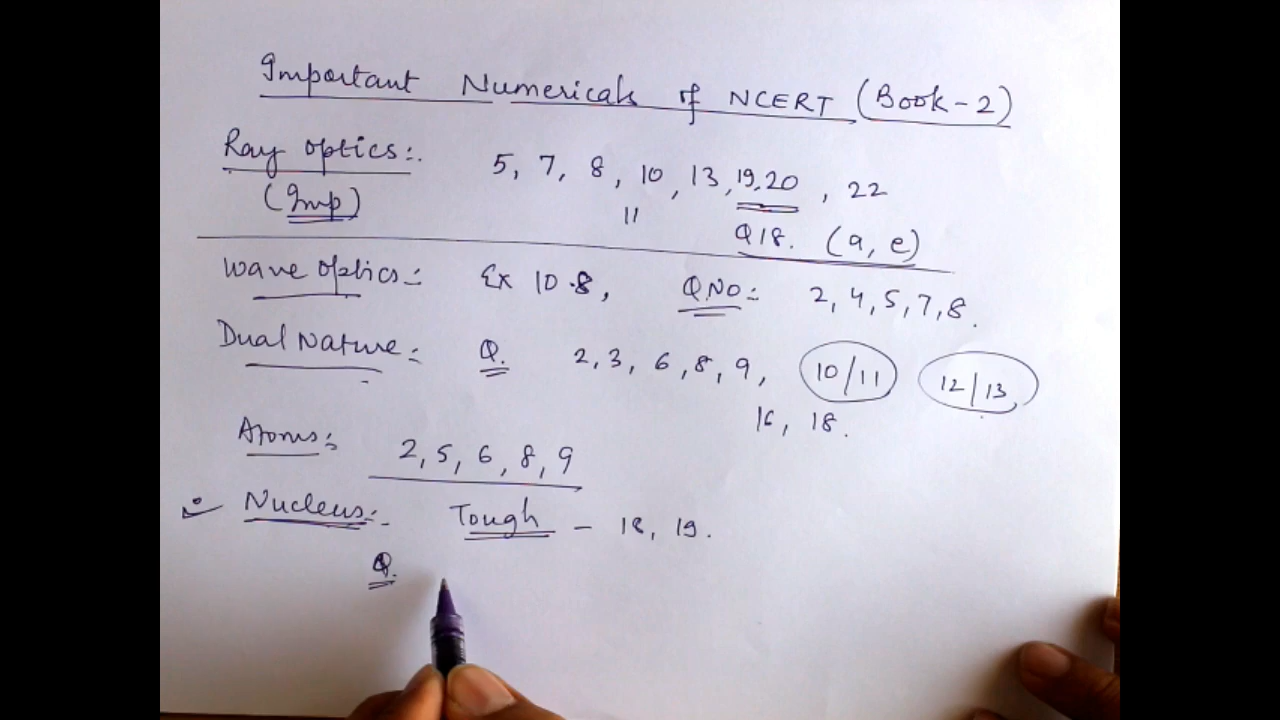 Important Numericals of NCERT (Book-2)
Ray Optics:. 5, 7, 8, 10, 13, 19,20, 22
(Imp) 11 Q18. (a, e)
Wave Optics:- Ex 10.8, Q.NO:- 2, 4, 5, 7, 8.
Dual Nature:- Q. 2, 3, 6, 8, 9, 10/11 12/13
16, 18.
Atoms:- 2, 5, 6, 8, 9
Nucleus:- Tough - 18, 19.
Q.